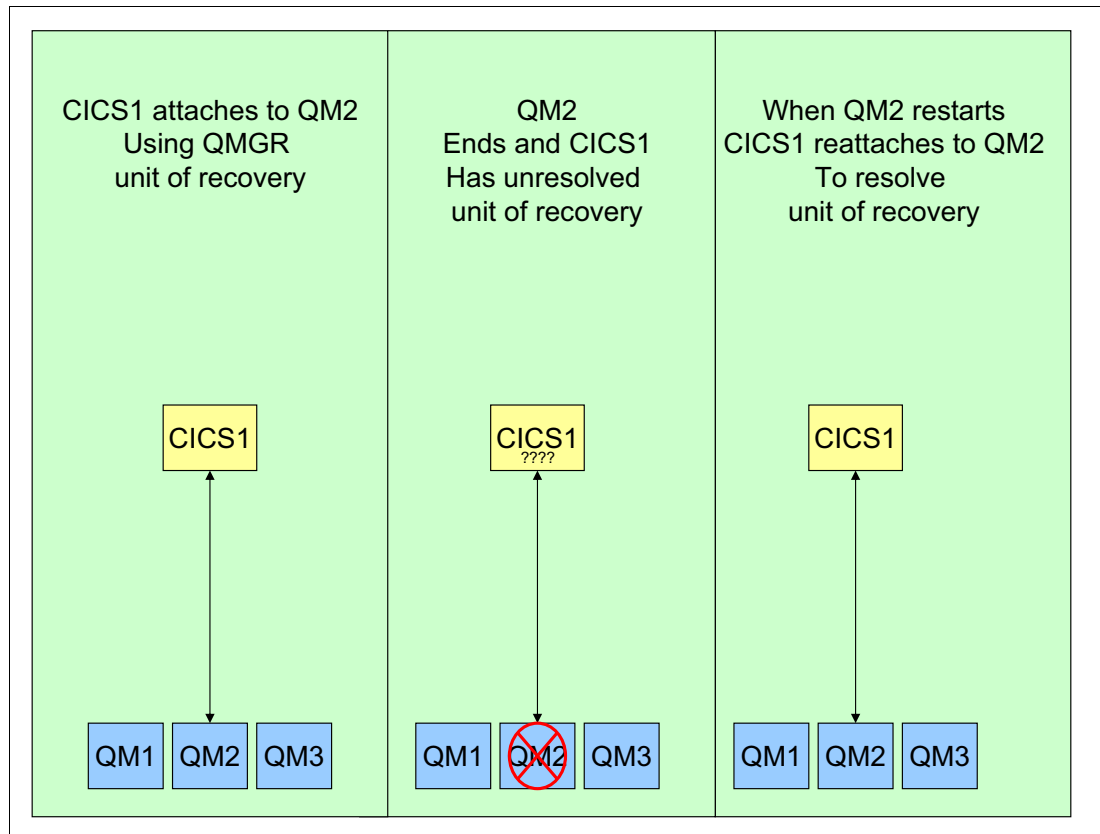 CICS1 attaches to QM2
Using QMGR
unit of recovery
CICS1
QM1
QM2
QM3
QM2
Ends and CICS1
Has unresolved
unit of recovery
CICS1
????
QM1
QM2
QM3
When QM2 restarts
CICS1 reattaches to QM2
To resolve
unit of recovery
CICS1
QM1
QM2
QM3